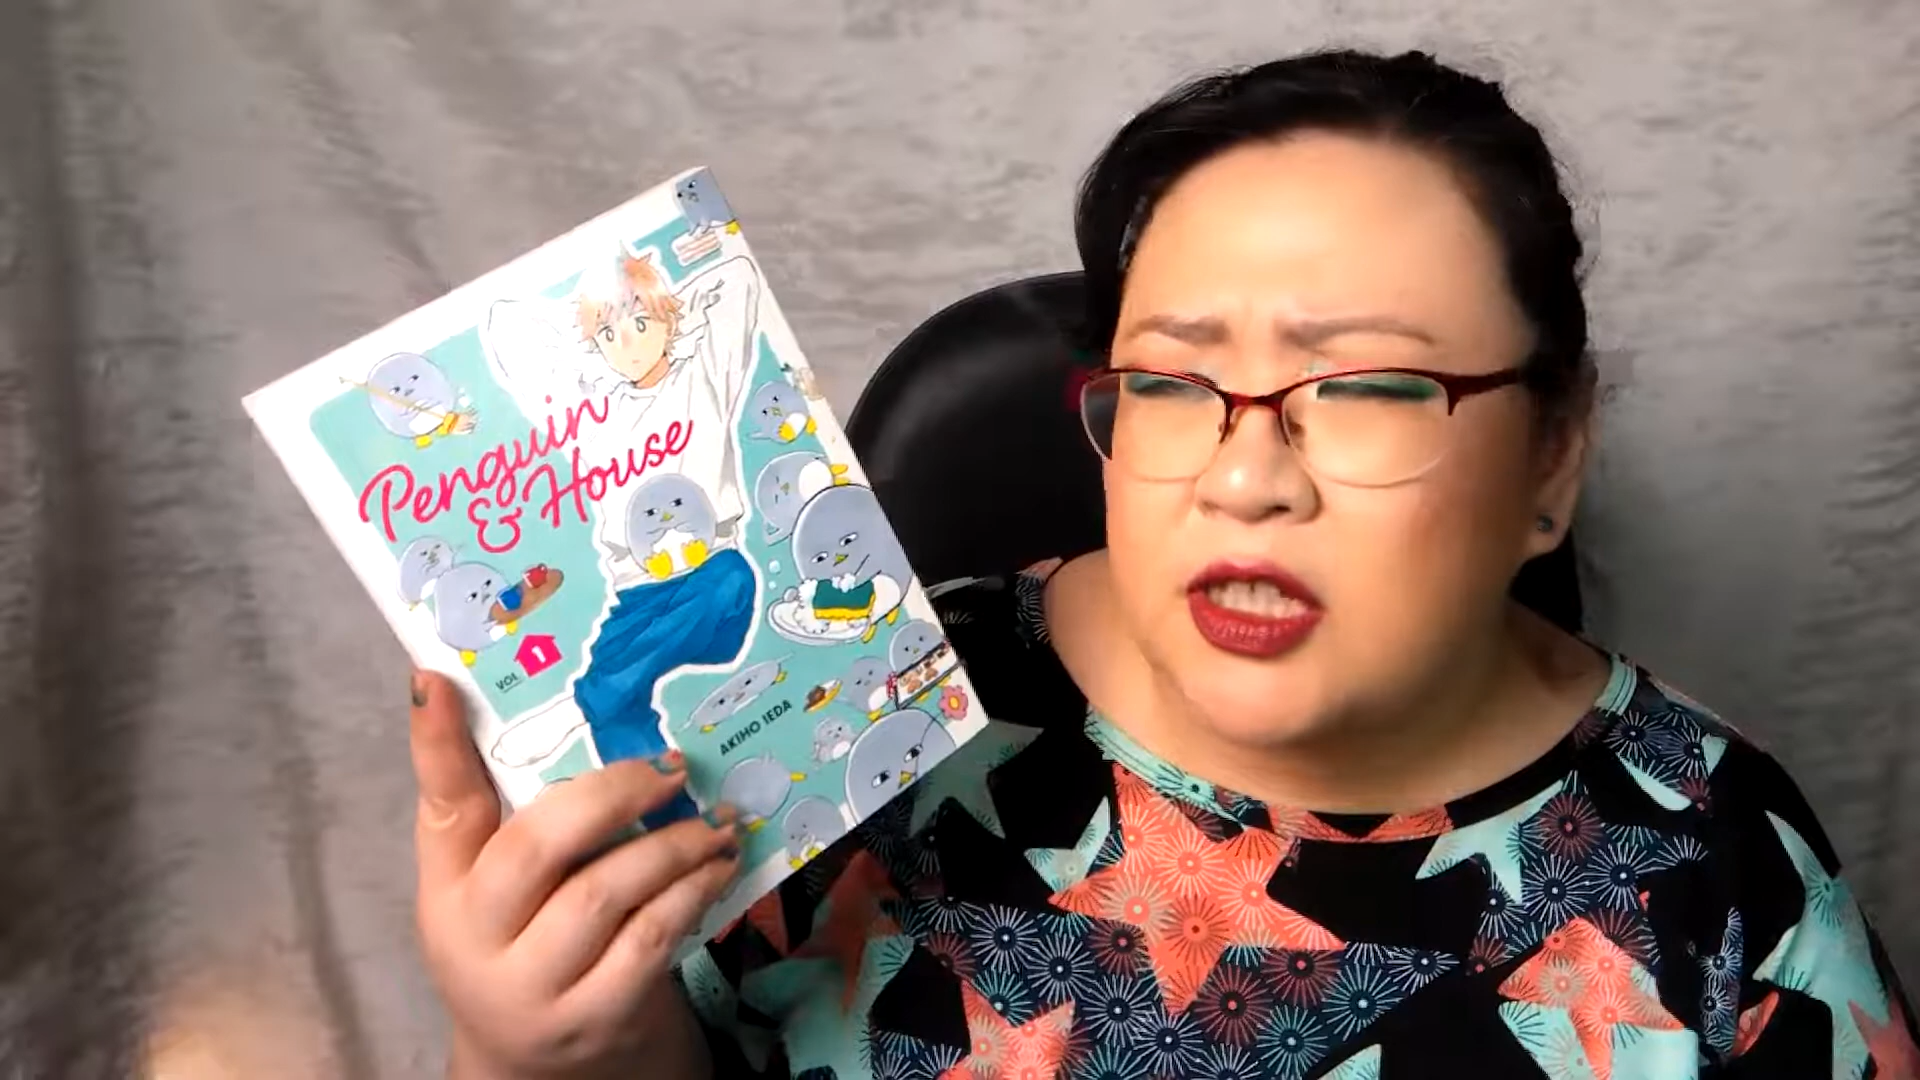 Penguin
& House
VOL.
1
AKIHO IEDA